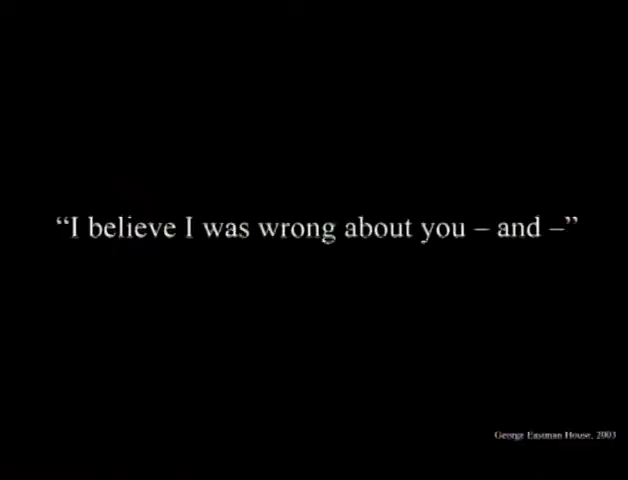 “I believe I was wrong about you – and –”
George Eastman House, 2003